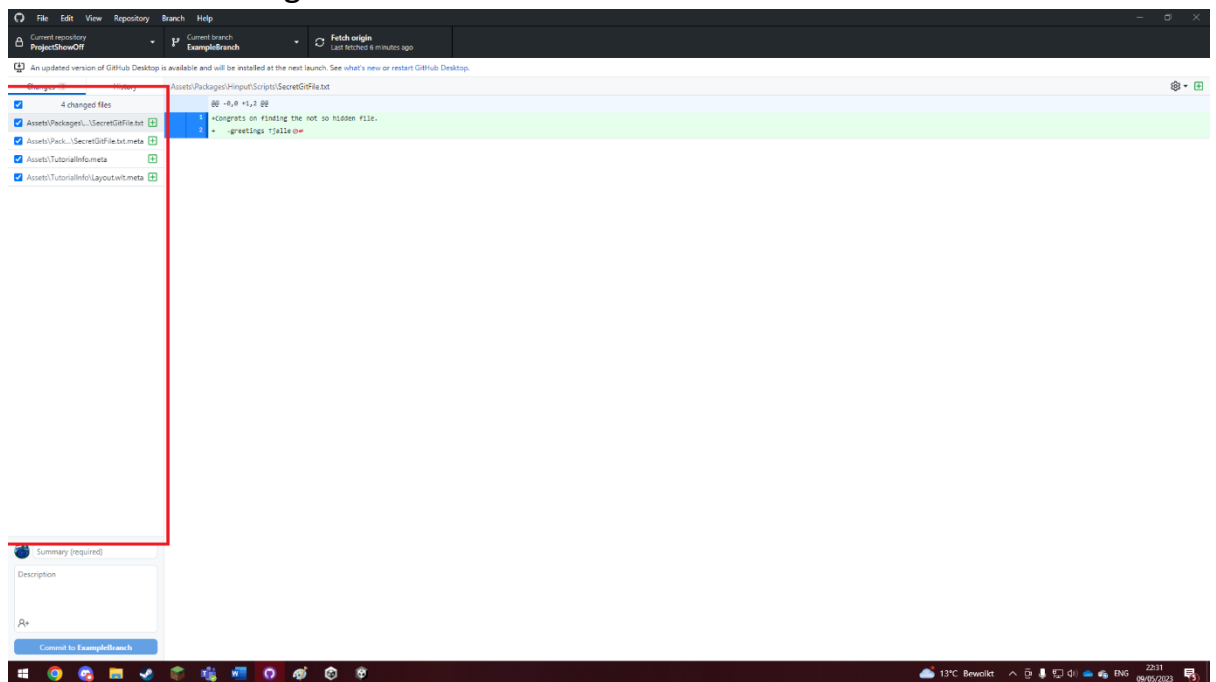 File Edit View Repository Branch Help
Current repository
ProjectShowOff
Current branch
ExampleBranch
Fetch origin
Last fetched 6 minutes ago
An updated version of GitHub Desktop is available and will be installed at the next launch. See what's new or restart GitHub Desktop.
Changes History
4 changed files
Assets\Packages\...\SecretGitFile.txt
Assets\Pack...\SecretGitFile.txt.meta
Assets\TutorialInfo.meta
Assets\TutorialInfo\Layout.wlt.meta
Assets\Packages\Hinput\Scripts\SecretGitFile.txt
@@ -0,0 +1,2 @@
1 +Congrats on finding the not so hidden file.
2 + -greetings Tjalle
Summary (required)
Description
Commit to ExampleBranch
13°C Bewolkt ENG 22:31
09/05/2023